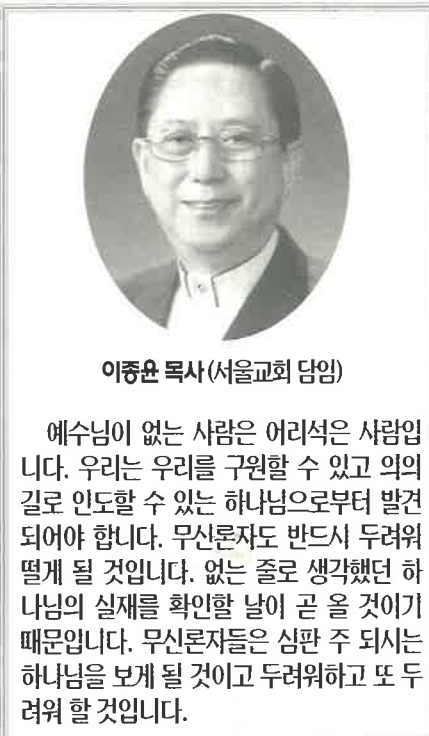 이종윤 목사 (서울교회 담임)
예수님이 없는 사람은 어리석은 사람입
니다. 우리는 우리를 구원할 수 있고 의의
길로 인도할 수 있는 하나님으로부터 발견
되어야 합니다. 무신론자도 반드시 두려워
떨게 될 것입니다. 없는 줄로 생각했던 하
나님의 실재를 확인할 날이 곧 올 것이기
때문입니다. 무신론자들은 심판 주 되시는
하나님을 보게 될 것이고 두려워하고 또 두
려워 할 것입니다.